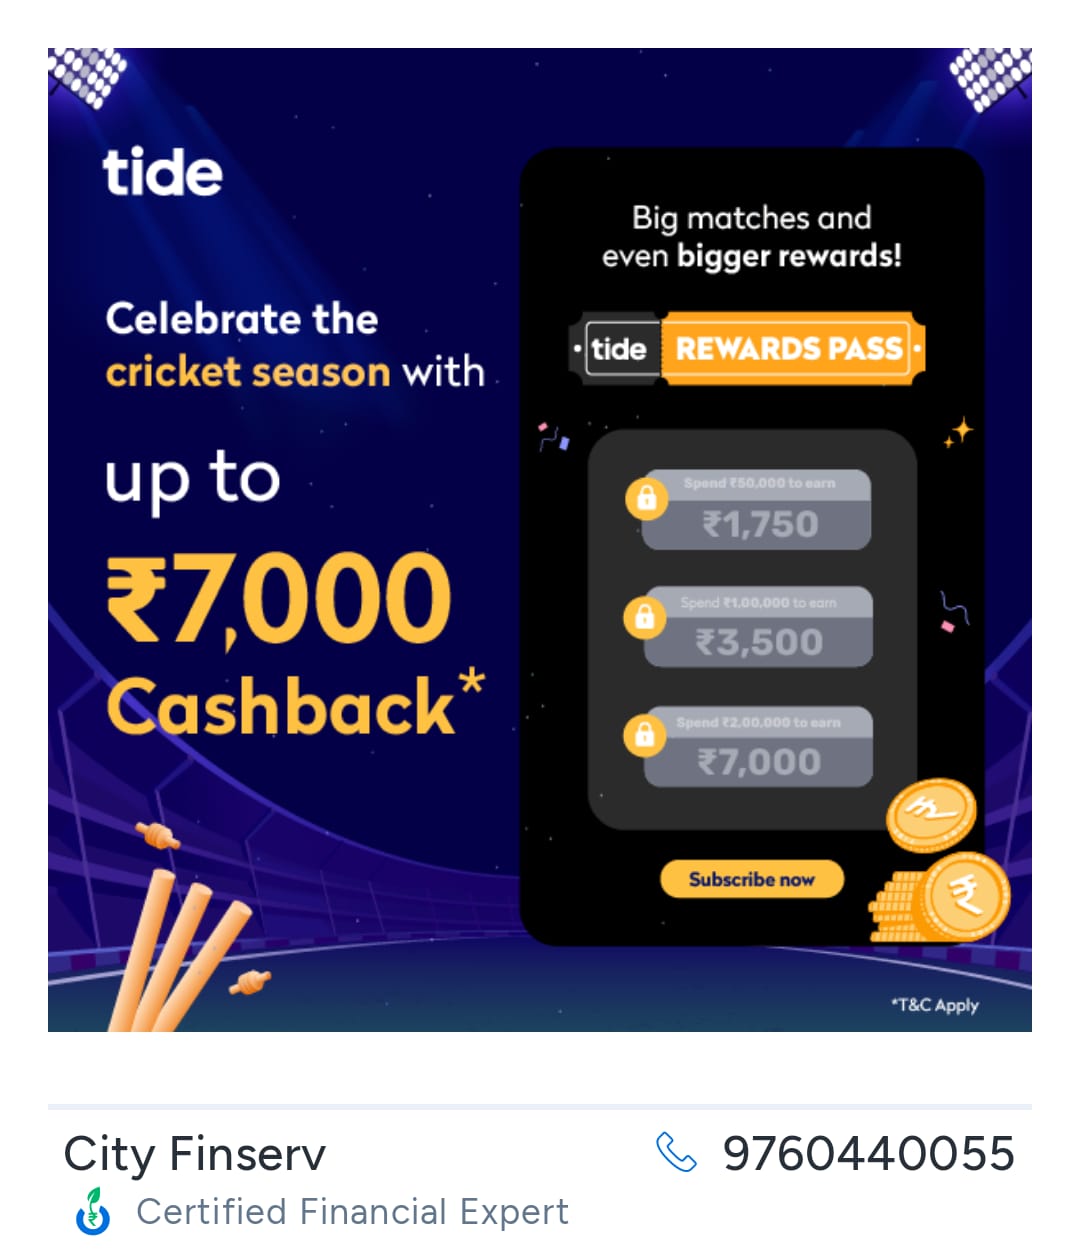 tide
Celebrate the
cricket season with
up to
₹7,000
Cashback*
Big matches and
even bigger rewards!
tide REWARDS PASS
Spend ₹50,000 to earn
₹1,750
Spend ₹1,00,000 to earn
₹3,500
Spend ₹2,00,000 to earn
₹7,000
Subscribe now
*T&C Apply
City Finserv
9760440055
Certified Financial Expert